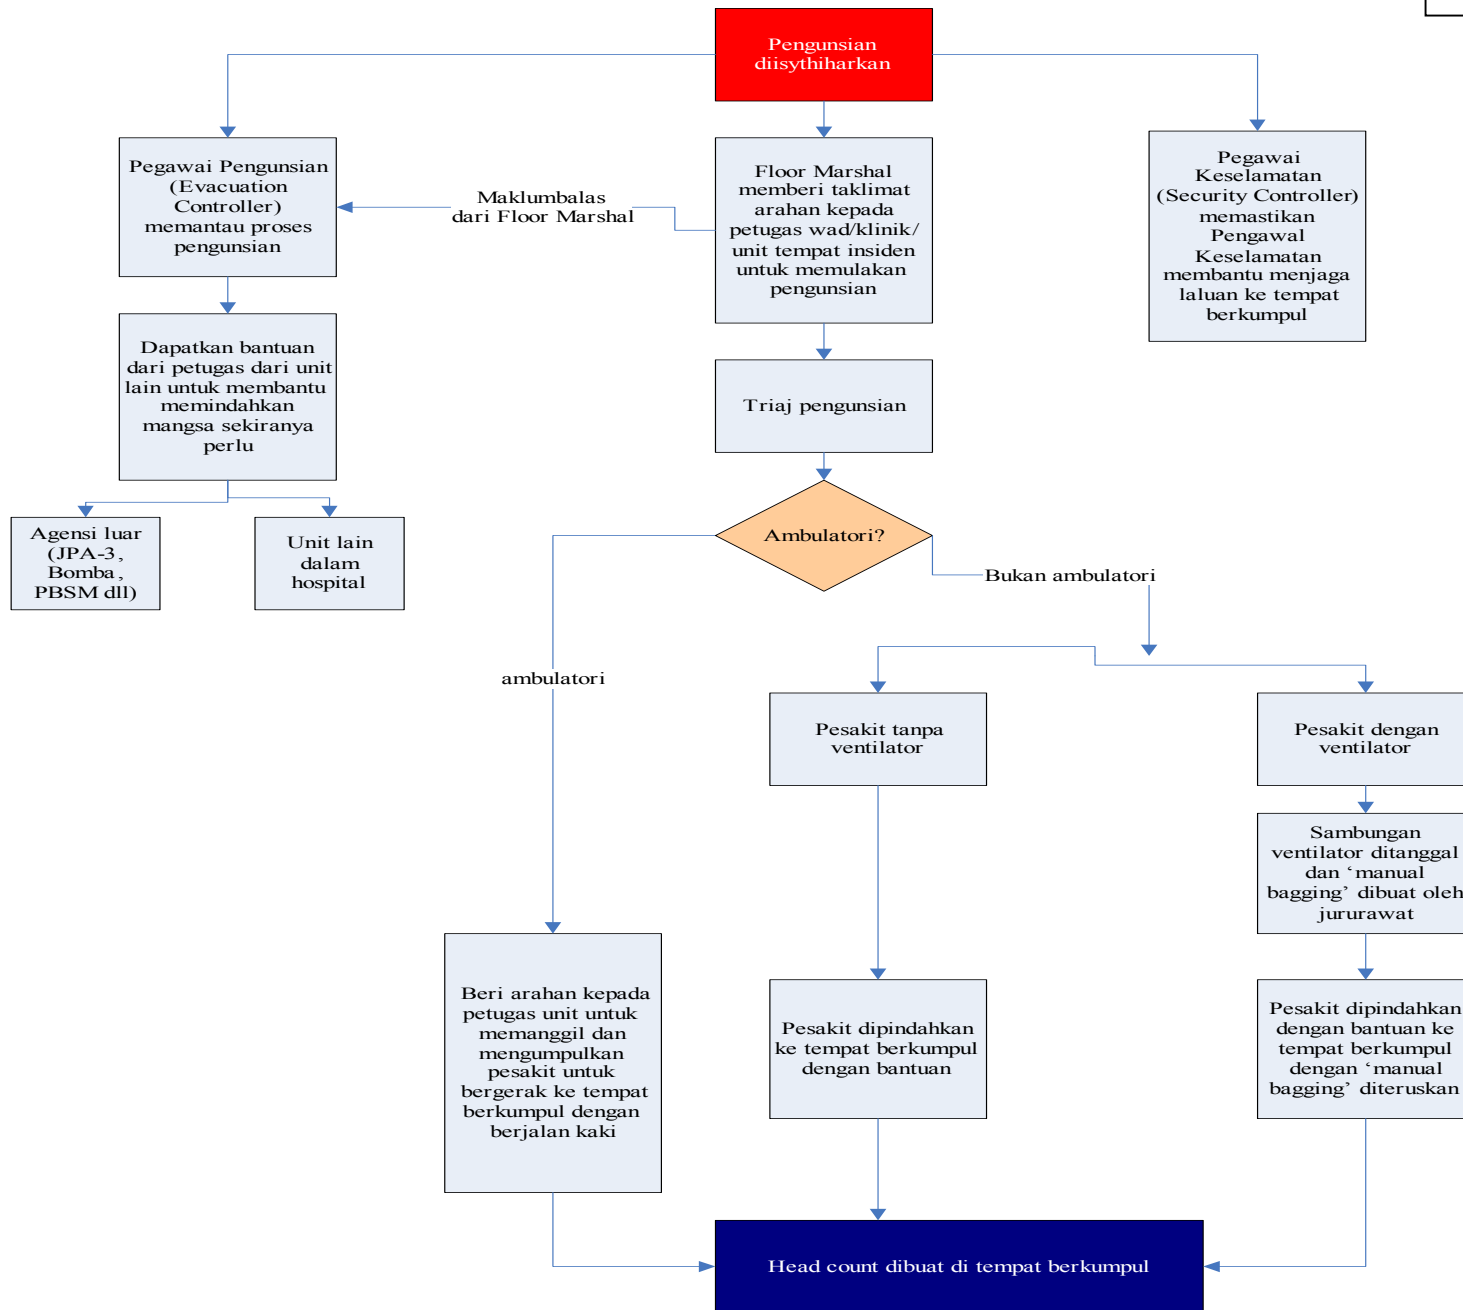 Pengunsian
diisythiharkan
Pegawai Pengunsian
(Evacuation
Controller)
memantau proses
pengunsian
Maklumbalas
dari Floor Marshal
Floor Marshal
memberi taklimat
arahan kepada
petugas wad/klinik/
unit tempat insiden
untuk memulakan
pengunsian
Pegawai
Keselamatan
(Security Controller)
memastikan
Pengawal
Keselamatan
membantu menjaga
laluan ke tempat
berkumpul
Dapatkan bantuan
dari petugas dari unit
lain untuk membantu
memindahkan
mangsa sekiranya
perlu
Triaj pengunsian
Agensi luar
(JPA-3,
Bomba,
PBSM dll)
Unit lain
dalam
hospital
Ambulatori?
Bukan ambulatori
ambulatori
Pesakit tanpa
ventilator
Pesakit dengan
ventilator
Sambungan
ventilator ditanggal
dan ‘manual
bagging’ dibuat oleh
jururawat
Beri arahan kepada
petugas unit untuk
memanggil dan
mengumpulkan
pesakit untuk
bergerak ke tempat
berkumpul dengan
berjalan kaki
Pesakit dipindahkan
ke tempat berkumpul
dengan bantuan
Pesakit dipindahkan
dengan bantuan ke
tempat berkumpul
dengan ‘manual
bagging’ diteruskan
Head count dibuat di tempat berkumpul